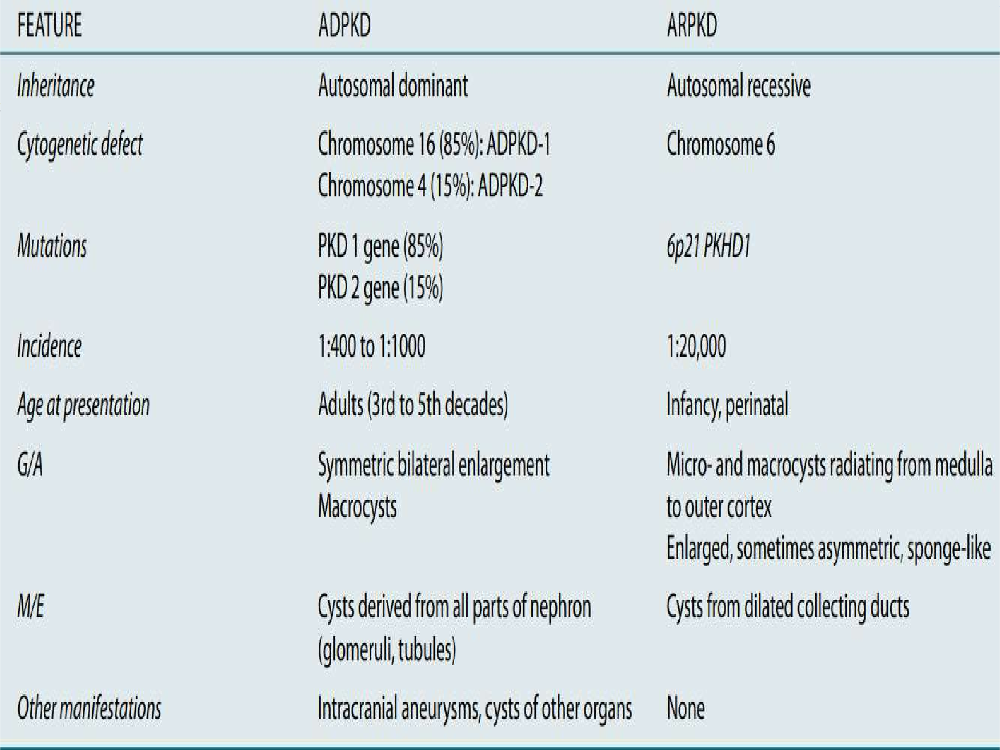 FEATURE ADPKD ARPKD
Inheritance Autosomal dominant Autosomal recessive
Cytogenetic defect Chromosome 16 (85%): ADPKD-1 Chromosome 6
Chromosome 4 (15%): ADPKD-2
Mutations PKD 1 gene (85%) 6p21 PKHD1
PKD 2 gene (15%)
Incidence 1:400 to 1:1000 1:20,000
Age at presentation Adults (3rd to 5th decades) Infancy, perinatal
G/A Symmetric bilateral enlargement Micro- and macrocysts radiating from medulla
Macrocysts to outer cortex
Enlarged, sometimes asymmetric, sponge-like
M/E Cysts derived from all parts of nephron Cysts from dilated collecting ducts
(glomeruli, tubules)
Other manifestations Intracranial aneurysms, cysts of other organs None